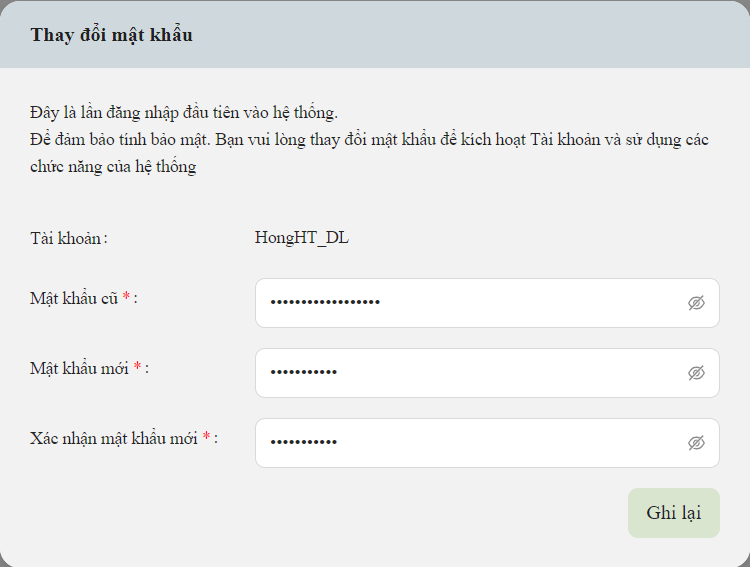 Thay đổi mật khẩu
Đây là lần đăng nhập đầu tiên vào hệ thống.
Để đảm bảo tính bảo mật. Bạn vui lòng thay đổi mật khẩu để kích hoạt Tài khoản và sử dụng các
chức năng của hệ thống
Tài khoản: HongHT_DL
Mật khẩu cũ *: ••••••••••••••••••
Mật khẩu mới *: •••••••••••
Xác nhận mật khẩu mới *: •••••••••••
Ghi lại